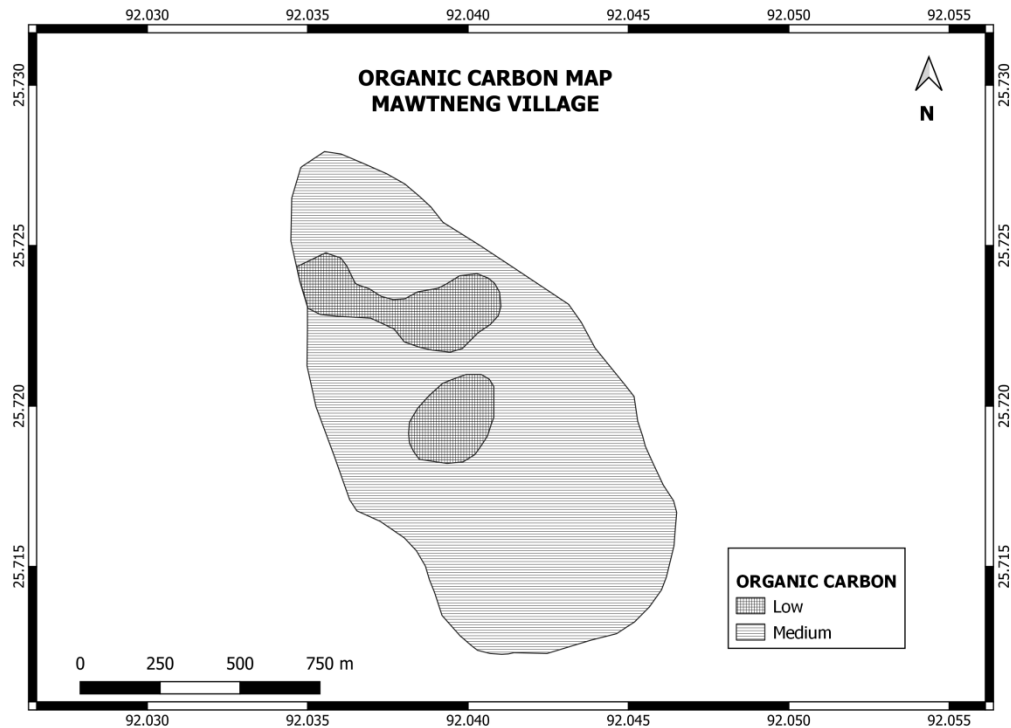 92.030 92.035 92.040 92.045 92.050 92.055
ORGANIC CARBON MAP
MAWTNENG VILLAGE
N
25.730 25.730
25.725 25.725
25.720 25.720
25.715 25.715
ORGANIC CARBON
Low
Medium
0 250 500 750 m
92.030 92.035 92.040 92.045 92.050 92.055